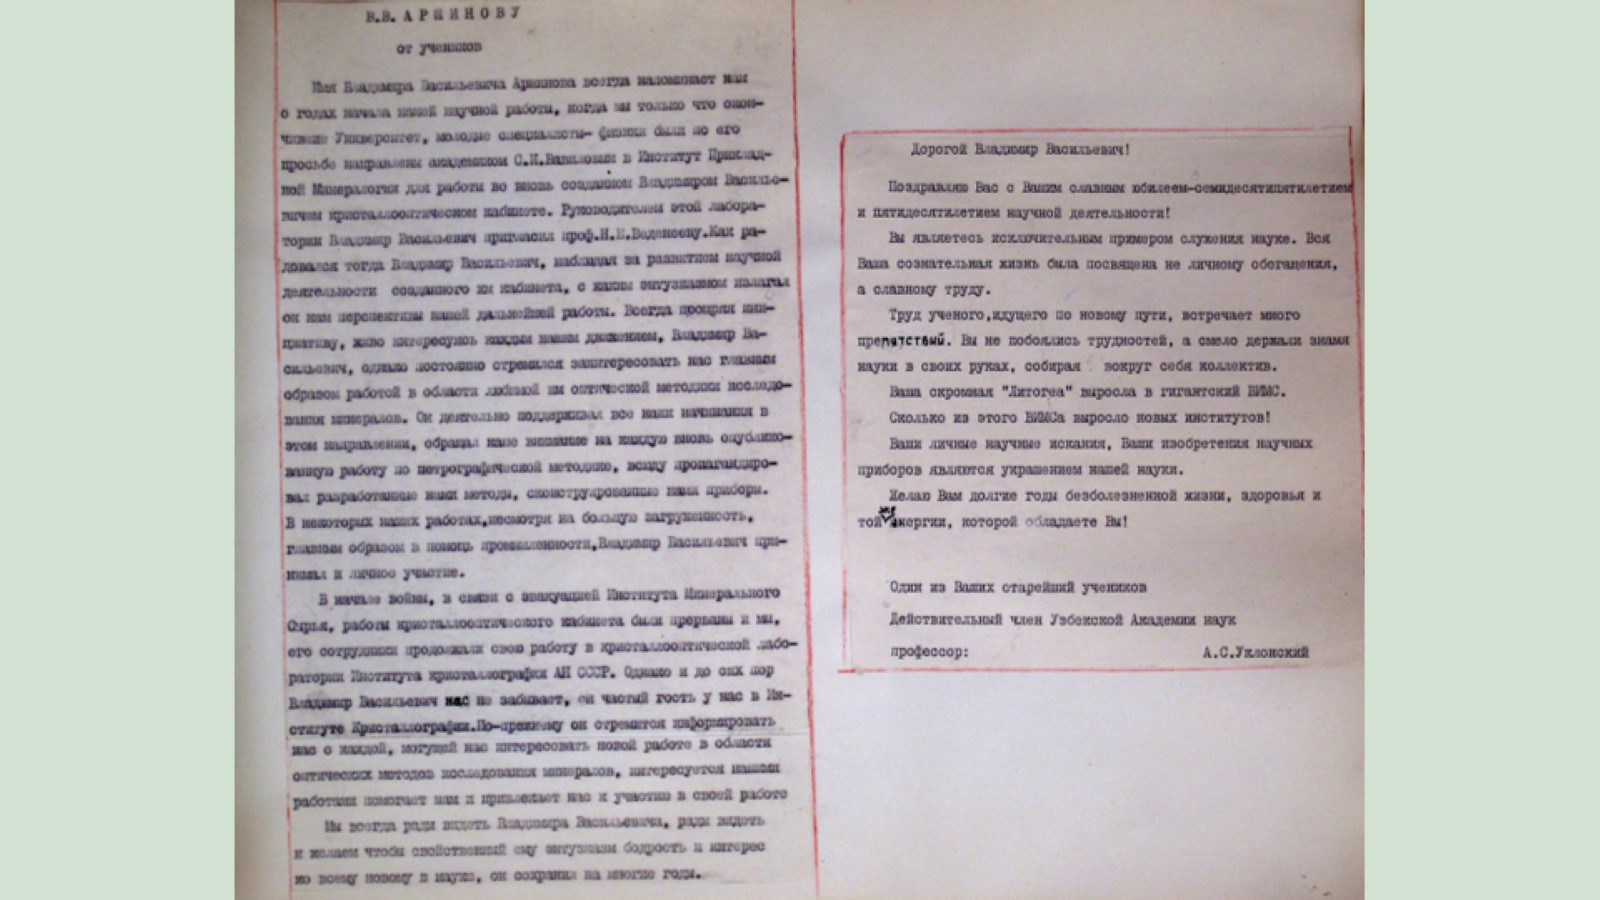 В.В. АРШИНОВУ
от учеников
Имя Владимира Васильевича Аршинова всегда напоминает нам
о годах начала нашей научной работы, когда мы только что окон-
чившие Университет, молодые специалисты- физики были по его
просьбе направлены академиком С.И.Вавиловым в Институт Приклад-
ной Минералогии для работы во вновь созданном Владимиром Василье-
вичем кристаллооптическом кабинете. Руководителем этой лабора-
тории Владимир Васильевич пригласил проф.Н.Е.Веденееву.Как ра-
довался тогда Владимир Васильевич, наблюдая за развитием научной
деятельности созданного им кабинета, с каким энтузиазмом излагал
он нам перспективы нашей дальнейшей работы. Всегда поощряя ини-
циативу, живо интересуясь каждым нашим движением, Владимир Ва-
сильевич, однако постоянно стремился заинтересовать нас главным
образом работой в области любимой им оптической методики исследо-
вания минералов. Он деятельно поддерживал все наши начинания в
этом направлении, обращал наше внимание на каждую вновь опублико-
ванную работу по петрографической методике, всюду пропагандиро-
вал разработанные нами методы, сконструированные нами приборы.
В некоторых наших работах,несмотря на большую загруженность,
главным образом в помощь промышленности,Владимир Васильевич при-
нимал и личное участие.
В начале войны, в связи с эвакуацией Института Минерального
Сырья, работы кристаллооптического кабинета были прерваны и мы,
его сотрудники продолжали свою работу в кристаллооптической лабо-
ратории Института кристаллографии АН СССР. Однако и до сих пор
Владимир Васильевич нас не забывает, он частый гость у нас в Ин-
ституте Кристаллографии.По-прежнему он стремится информировать
нас о каждой, могущей нас интересовать новой работе в области
оптических методов исследования минералов, интересуется нашими
работами помогает нам и привлекает нас к участию в своей работе
Мы всегда рады видеть Владимира Васильевича, рады видеть
и желаем чтобы свойственный ему энтузиазм бодрость и интерес
ко всему новому в науке, он сохранил на многие годы.
Дорогой Владимир Васильевич!
Поздравляю Вас с Вашим славным юбилеем-семидесятипятилетием
и пятидесятилетием научной деятельности!
Вы являетесь исключительным примером служения науке. Вся
Ваша сознательная жизнь была посвящена не личному обогащения,
а славному труду.
Труд ученого,идущего по новому пути, встречает много
препятствий. Вы не побоялись трудностей, а смело держали знамя
науки в своих руках, собирая вокруг себя коллектив.
Ваша скромная "Литогеа" выросла в гигантский ВИМС.
Сколько из этого ВИМСа выросло новых институтов!
Ваши личные научные искания, Ваши изобретения научных
приборов являются украшением нашей науки.
Желаю Вам долгие годы безболезненной жизни, здоровья и
той энергии, которой обладаете Вы!
Один из Ваших старейший учеников
Действительный член Узбекской Академии наук
профессор: А.С.Уклонский